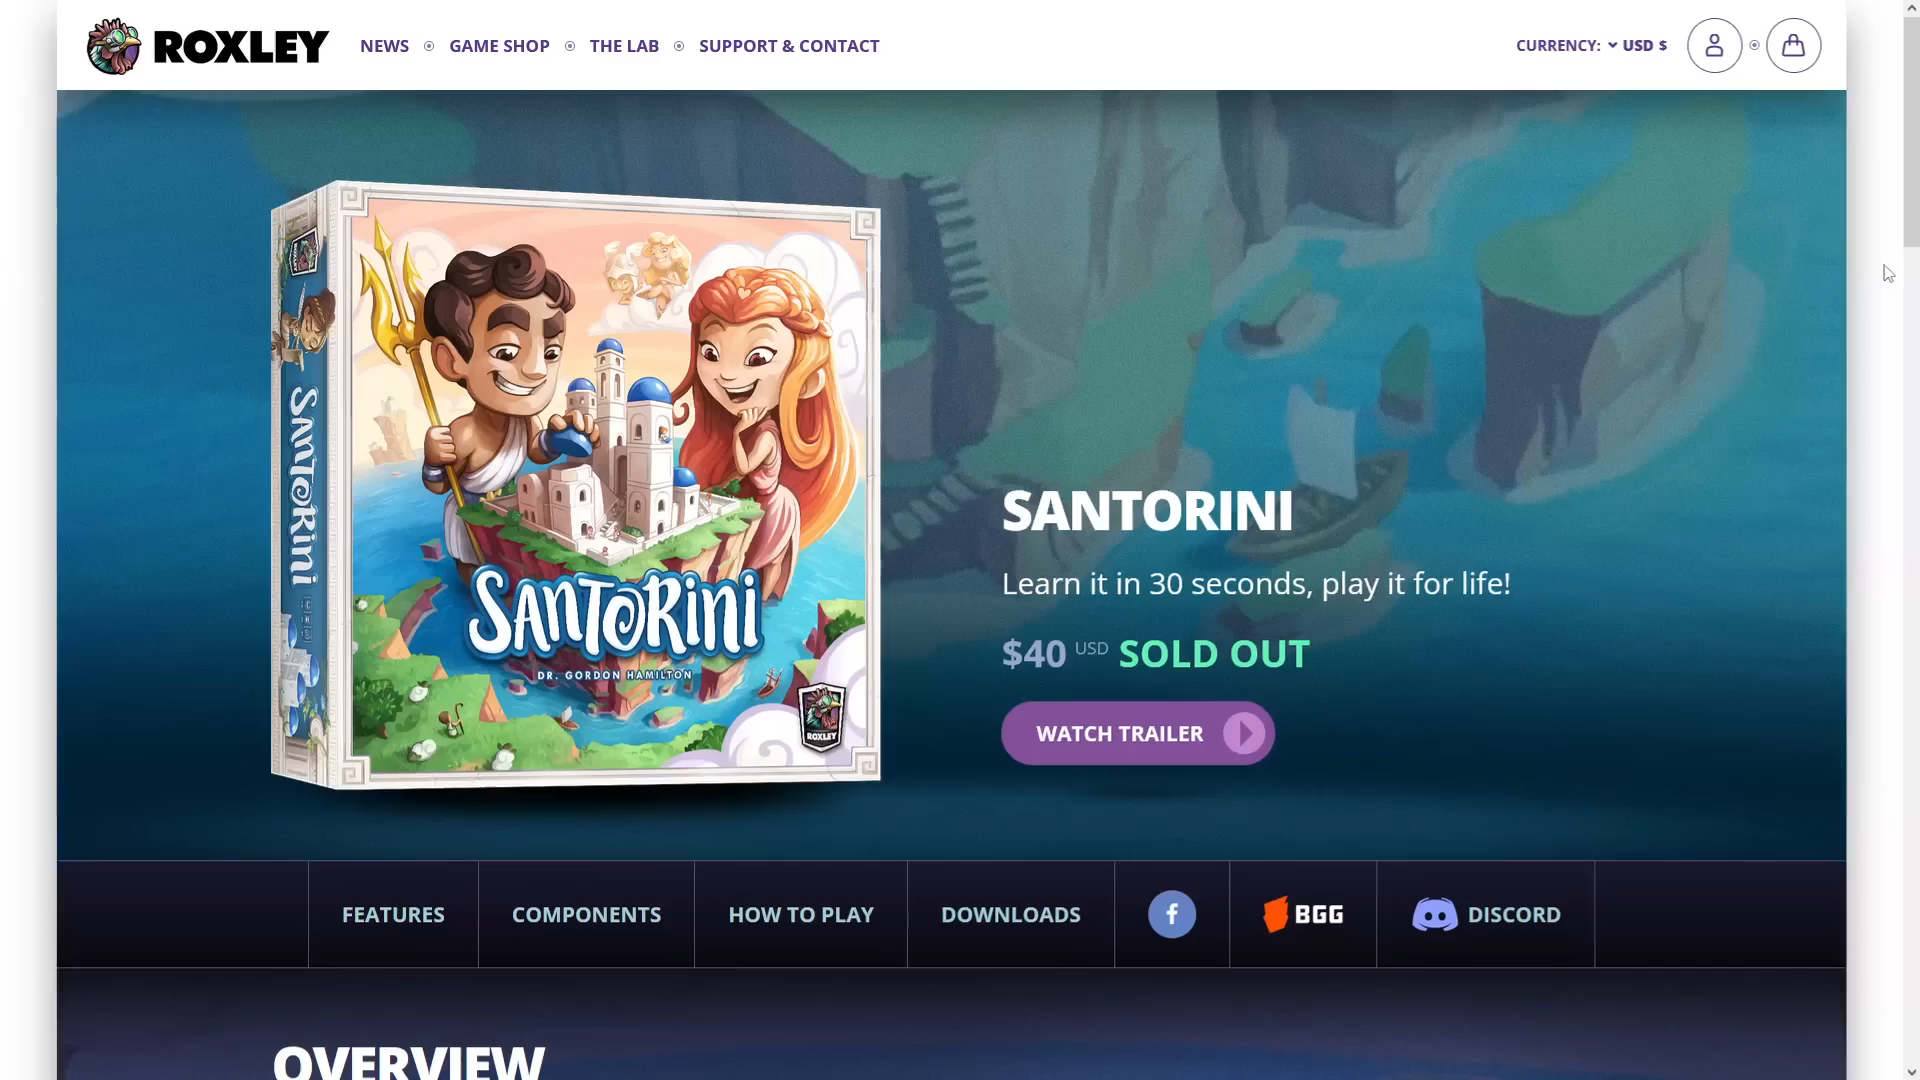 ROXLEY
NEWS
GAME SHOP
THE LAB
SUPPORT & CONTACT
CURRENCY:
USD $
SANTORINI
SANTORINI
DR. GORDON HAMILTON
ROXLEY
SANTORINI
Learn it in 30 seconds, play it for life!
$40 USD SOLD OUT
WATCH TRAILER
FEATURES
COMPONENTS
HOW TO PLAY
DOWNLOADS
f
BGG
DISCORD
OVERVIEW